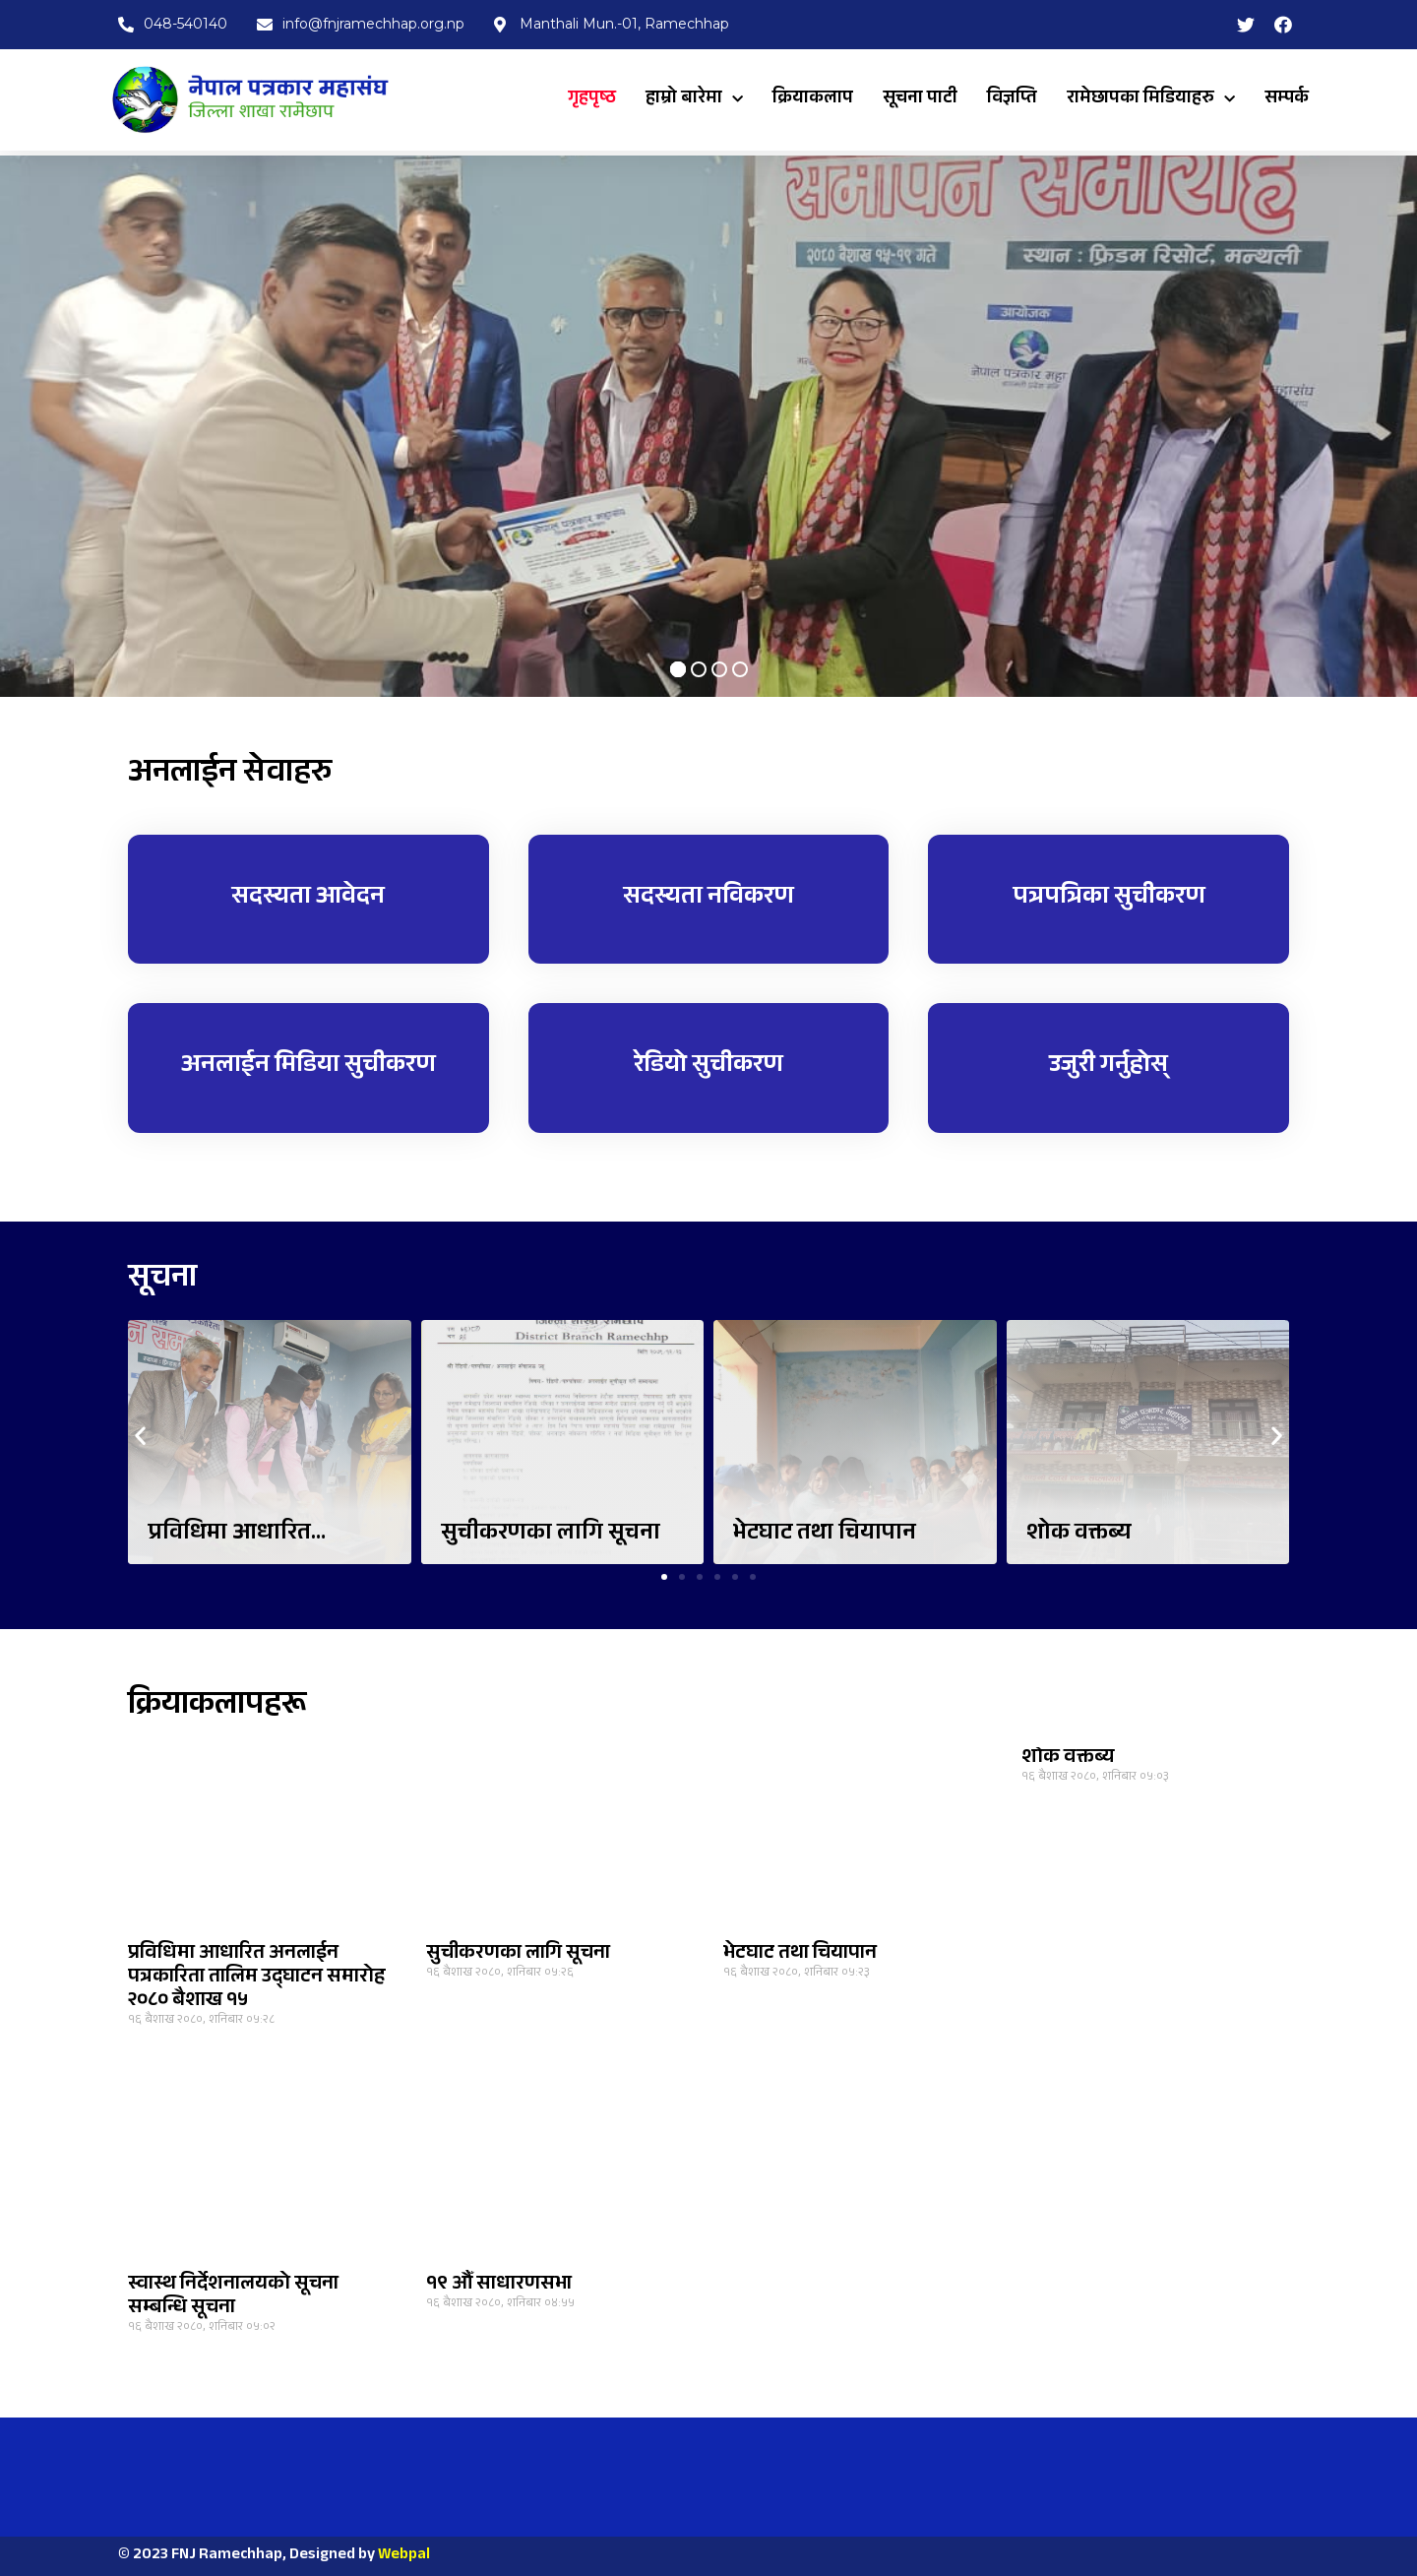 048-540140
info@fnjramechhap.org.np
Manthali Mun.-01, Ramechhap
नेपाल पत्रकार महासंघ
जिल्ला शाखा रामेछाप
गृहपृष्ठ
हाम्रो बारेमा
क्रियाकलाप
सूचना पाटी
विज्ञप्ति
रामेछापका मिडियाहरु
सम्पर्क
समापन समारोह
२०८० बैशाख १५-१९ गते
स्थान : फ्रिडम रिसोर्ट, मन्थली
आयोजक
नेपाल पत्रकार महा
महासंघ
नेपाल पत्रकार महासंघ
अनलाईन सेवाहरु
सदस्यता आवेदन
सदस्यता नविकरण
पत्रपत्रिका सुचीकरण
अनलाईन मिडिया सुचीकरण
रेडियो सुचीकरण
उजुरी गर्नुहोस्
सूचना
District Branch Ramechhp
प्रविधिमा आधारित...
सुचीकरणका लागि सूचना
भेटघाट तथा चियापान
शोक वक्तब्य
क्रियाकलापहरू
शोक वक्तब्य
१६ बैशाख २०८०, शनिबार ०५:०३
प्रविधिमा आधारित अनलाईन
पत्रकारिता तालिम उद्घाटन समारोह
२०८० बैशाख १५
१६ बैशाख २०८०, शनिबार ०५:२८
सुचीकरणका लागि सूचना
१६ बैशाख २०८०, शनिबार ०५:२६
भेटघाट तथा चियापान
१६ बैशाख २०८०, शनिबार ०५:२३
स्वास्थ निर्देशनालयको सूचना
सम्बन्धि सूचना
१६ बैशाख २०८०, शनिबार ०५:०२
१९ औँ साधारणसभा
१६ बैशाख २०८०, शनिबार ०४:५५
© 2023 FNJ Ramechhap, Designed by Webpal